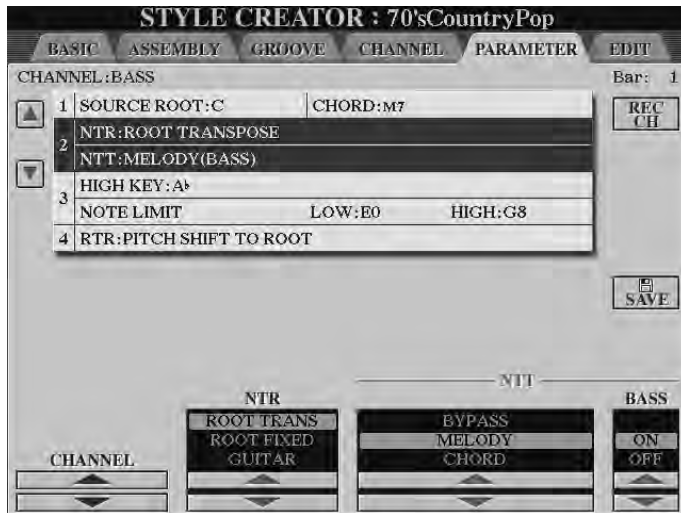 STYLE CREATOR : 70'sCountryPop
BASIC ASSEMBLY GROOVE CHANNEL PARAMETER EDIT
CHANNEL:BASS Bar: 1
1 SOURCE ROOT:C CHORD:M7
REC CH
2 NTR:ROOT TRANSPOSE
NTT:MELODY(BASS)
3 HIGH KEY:A♭
NOTE LIMIT LOW:E0 HIGH:G8
4 RTR:PITCH SHIFT TO ROOT
SAVE
NTT
NTR BASS
ROOT TRANS BYPASS
ROOT FIXED MELODY ON
GUITAR CHORD OFF
CHANNEL